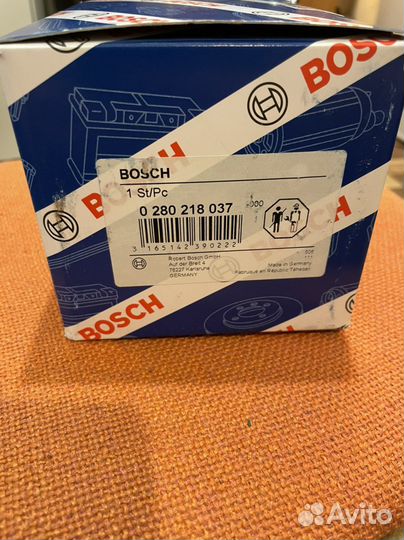 BOSCH
BOSCH
BOSCH
1 St/Pc
0 280 218 037
3 165142 390222
Robert Bosch GmbH
Auf der Breit 4
76227 Karlsruhe
GERMANY
Made in Germany
BOSCH
BOSCH
Avito